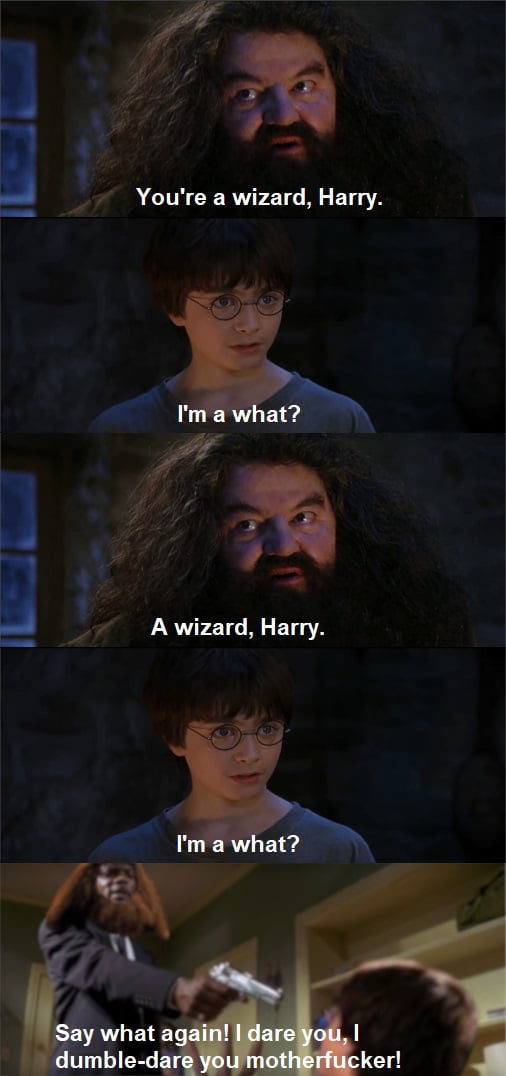 You're a wizard, Harry.
I'm a what?
A wizard, Harry.
I'm a what?
Say what again! I dare you, I
dumble-dare you motherfucker!